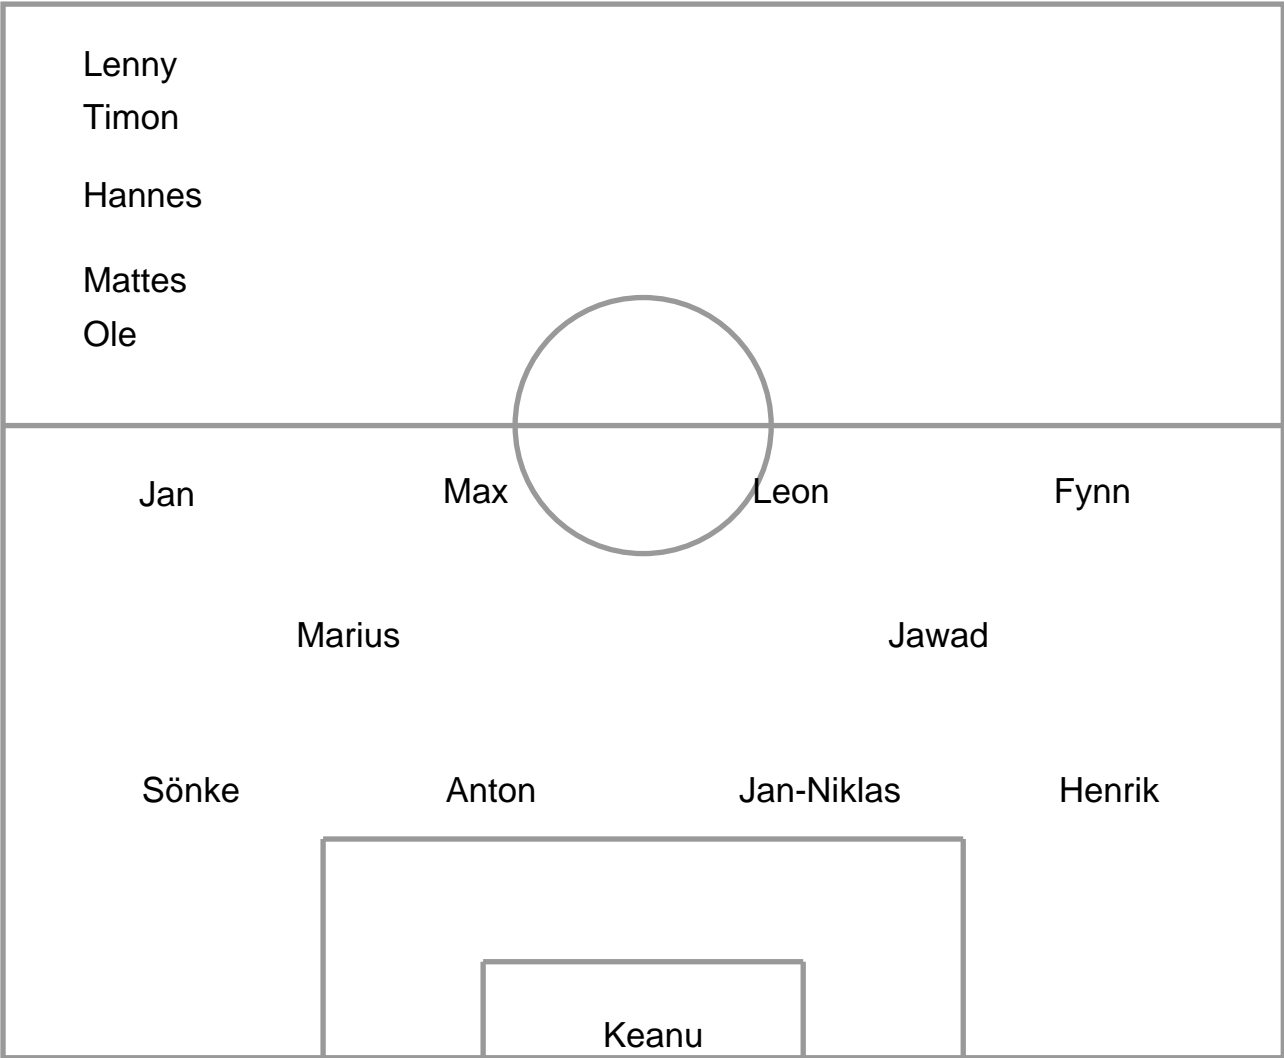 Lenny
Timon
Hannes
Mattes
Ole
Jan Max Leon Fynn
Marius Jawad
Sönke Anton Jan-Niklas Henrik
Keanu